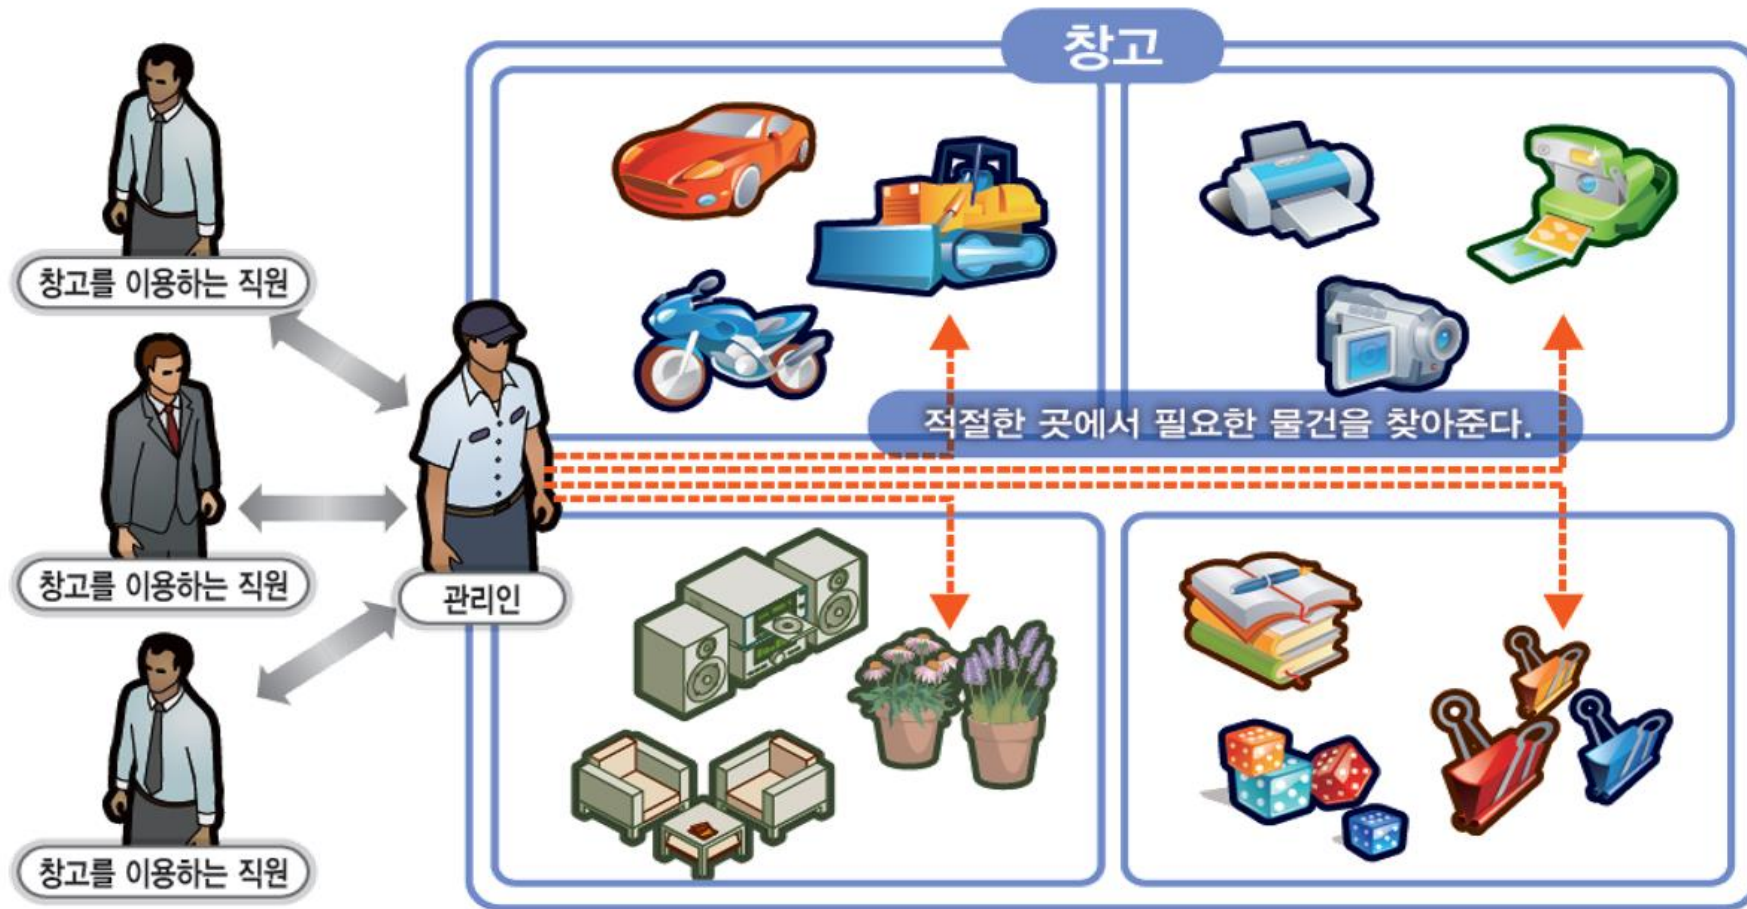 창고
창고를 이용하는 직원
적절한 곳에서 필요한 물건을 찾아준다.
창고를 이용하는 직원
관리인
창고를 이용하는 직원